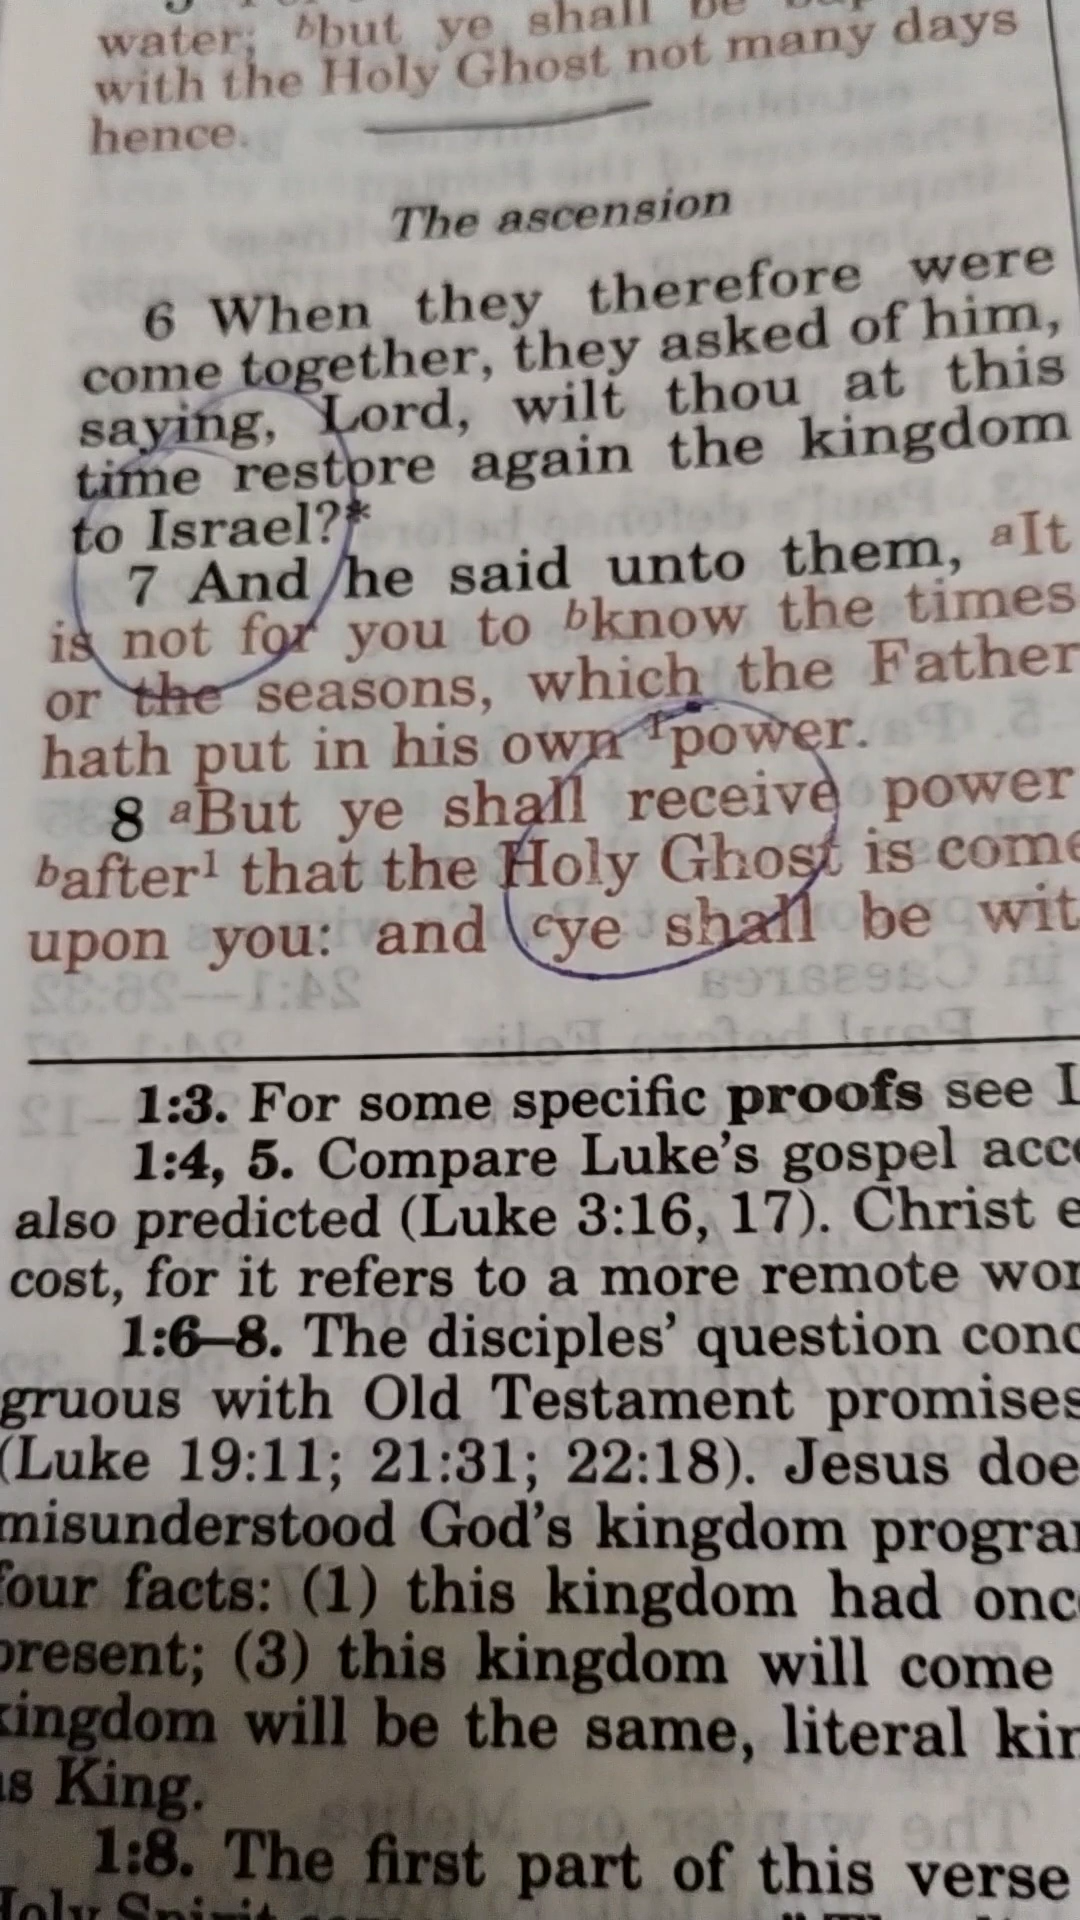 water; bbut ye shall be
with the Holy Ghost not many days
hence.
The ascension
6 When they therefore were
come together, they asked of him,
saying, Lord, wilt thou at this
time restore again the kingdom
to Israel?*
7 And he said unto them, aIt
is not for you to bknow the times
or the seasons, which the Father
hath put in his own 1power.
8 aBut ye shall receive power
bafter1 that the Holy Ghost is come
upon you: and cye shall be wit
1:3. For some specific proofs see L
1:4, 5. Compare Luke's gospel acc
also predicted (Luke 3:16, 17). Christ e
cost, for it refers to a more remote wor
1:6–8. The disciples' question conc
gruous with Old Testament promises
(Luke 19:11; 21:31; 22:18). Jesus doe
misunderstood God's kingdom progra
four facts: (1) this kingdom had onc
present; (3) this kingdom will come
kingdom will be the same, literal kin
as King.
1:8. The first part of this verse
Holy Spirit